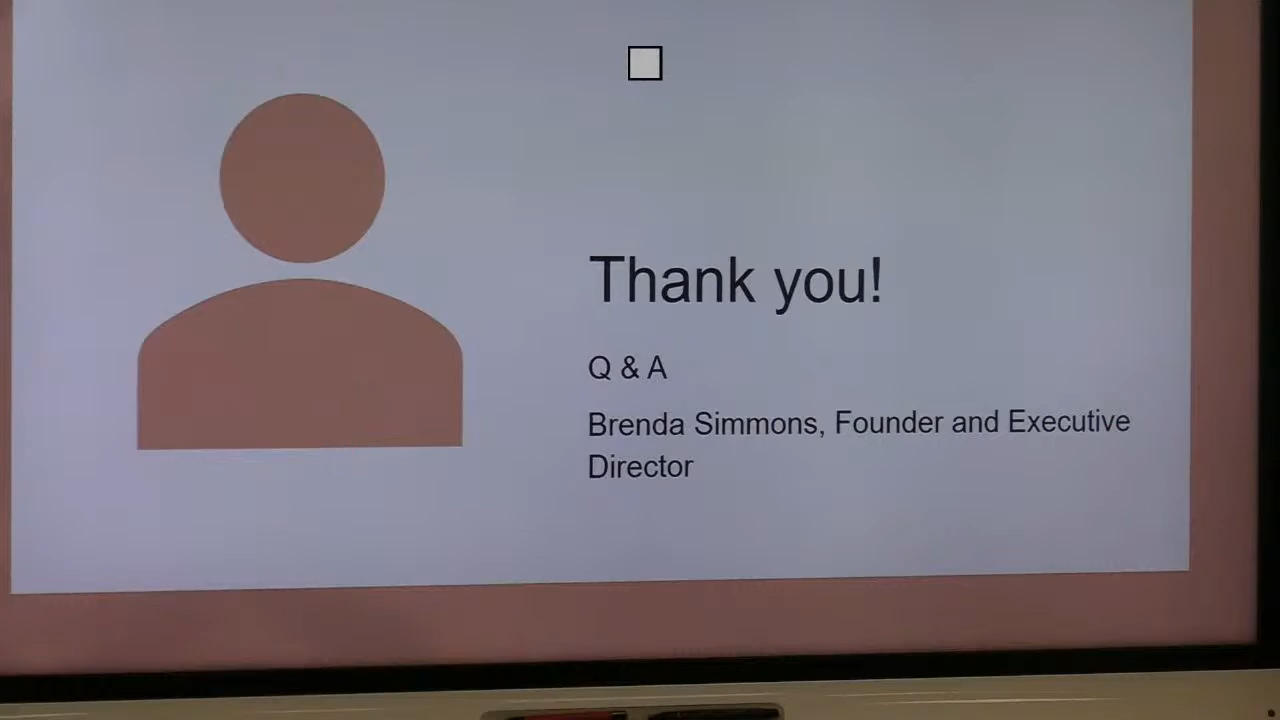 Thank you!
Q & A
Brenda Simmons, Founder and Executive
Director